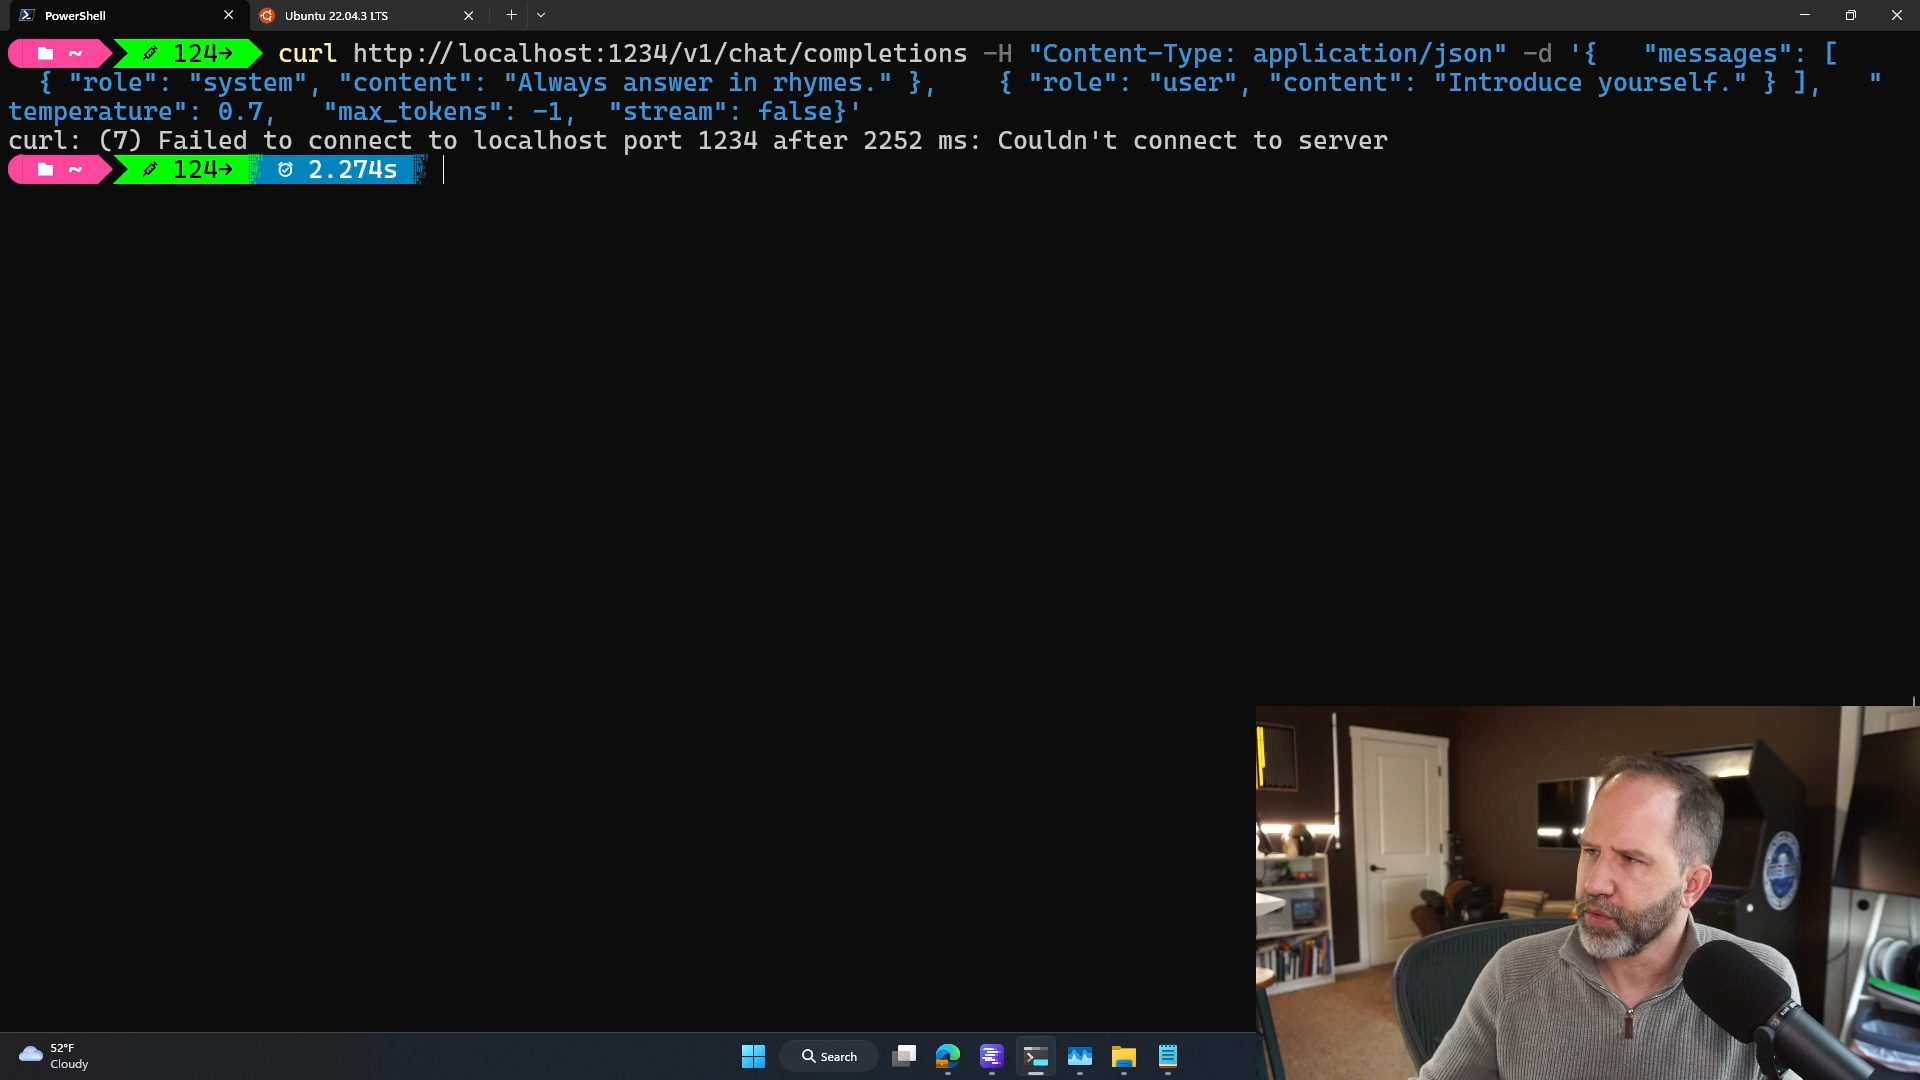 PowerShell
Ubuntu 22.04.3 LTS
~ 124→ curl http://localhost:1234/v1/chat/completions -H "Content-Type: application/json" -d '{   "messages": [
  { "role": "system", "content": "Always answer in rhymes." },    { "role": "user", "content": "Introduce yourself." } ],   "
temperature": 0.7,   "max_tokens": -1,  "stream": false}'
curl: (7) Failed to connect to localhost port 1234 after 2252 ms: Couldn't connect to server
~ 124→ 2.274s
52°F
Cloudy
Search